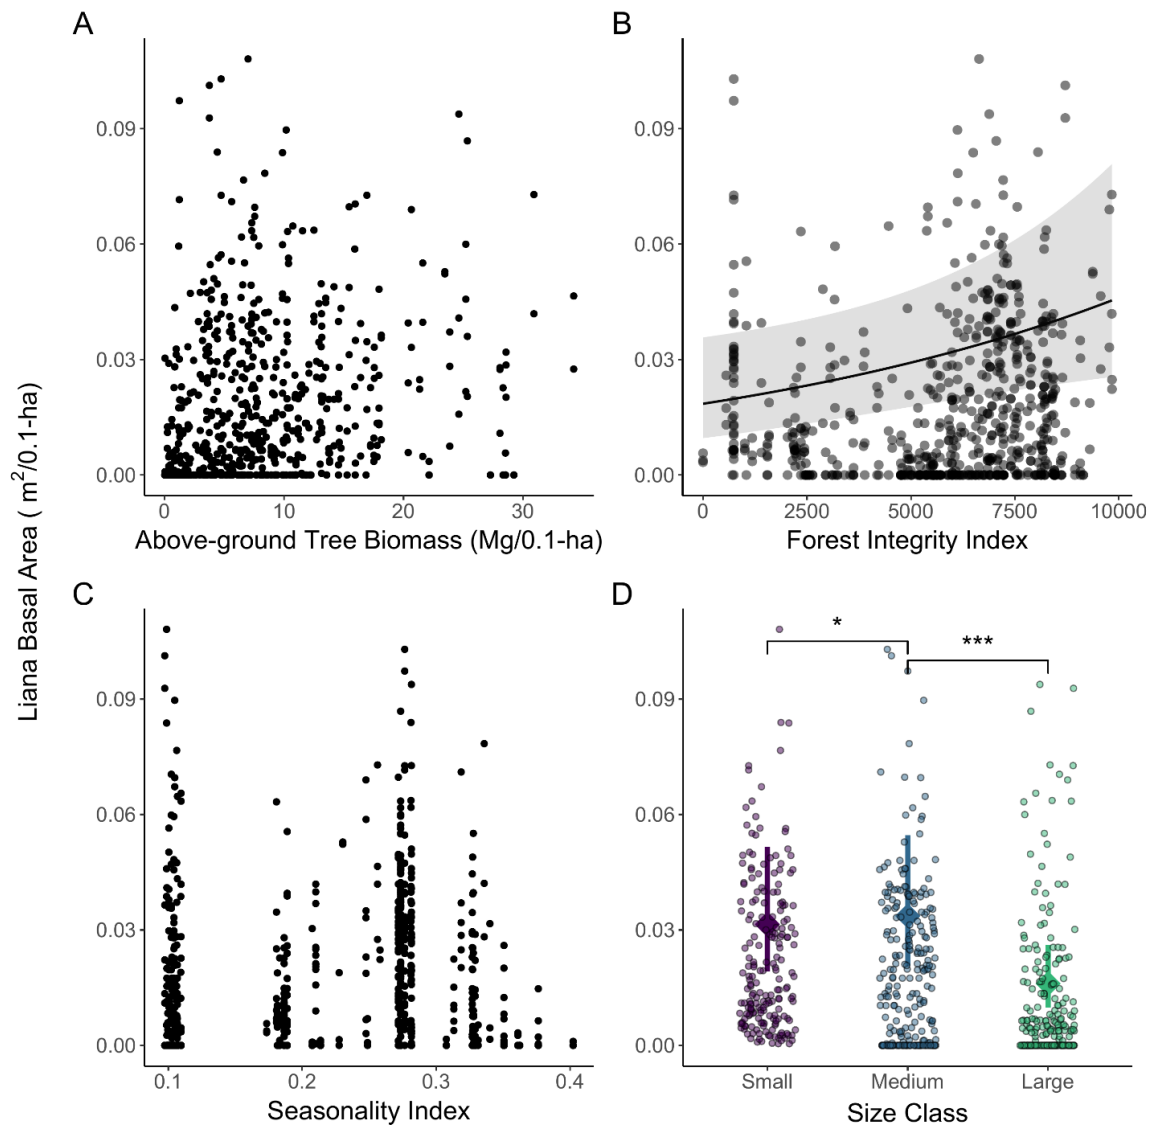 A
B
Liana Basal Area ( m²/0.1-ha)
0.09
0.06
0.03
0.00
0 10 20 30
Above-ground Tree Biomass (Mg/0.1-ha)
0.09
0.06
0.03
0.00
0 2500 5000 7500 10000
Forest Integrity Index
C
D
0.09
0.06
0.03
0.00
0.1 0.2 0.3 0.4
Seasonality Index
* ***
0.09
0.06
0.03
0.00
Small Medium Large
Size Class